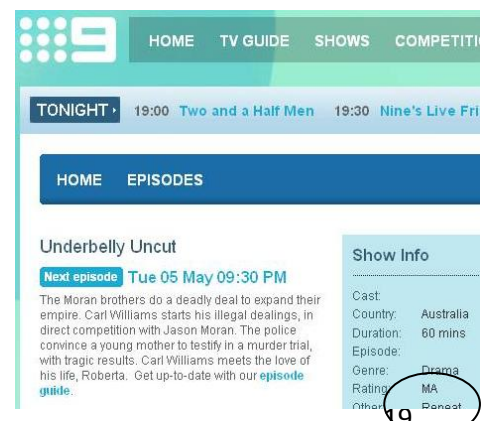 9
HOME TV GUIDE SHOWS
TONIGHT 19:00 Two and a Half Men 19:30 Nine's Live
HOME EPISODES
Underbelly Uncut
Next episode Tue 05 May 09:30 PM
The Moran brothers do a deadly deal to expand their
empire. Carl Williams starts his illegal dealings, in
direct competition with Jason Moran. The police
convince a young mother to testify in a murder trial,
with tragic results. Carl Williams meets the love of
his life, Roberta. Get up-to-date with our episode
guide.
Show Info
Cast:
Country: Australia
Duration: 60 mins
Episode:
Genre: Drama
Rating: MA
Other Repeat
19